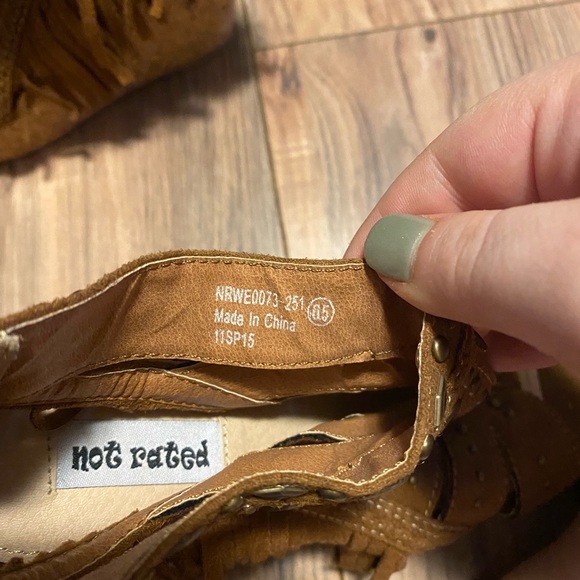 NRWE0073-251 6.5
Made In China
11SP15
not rated